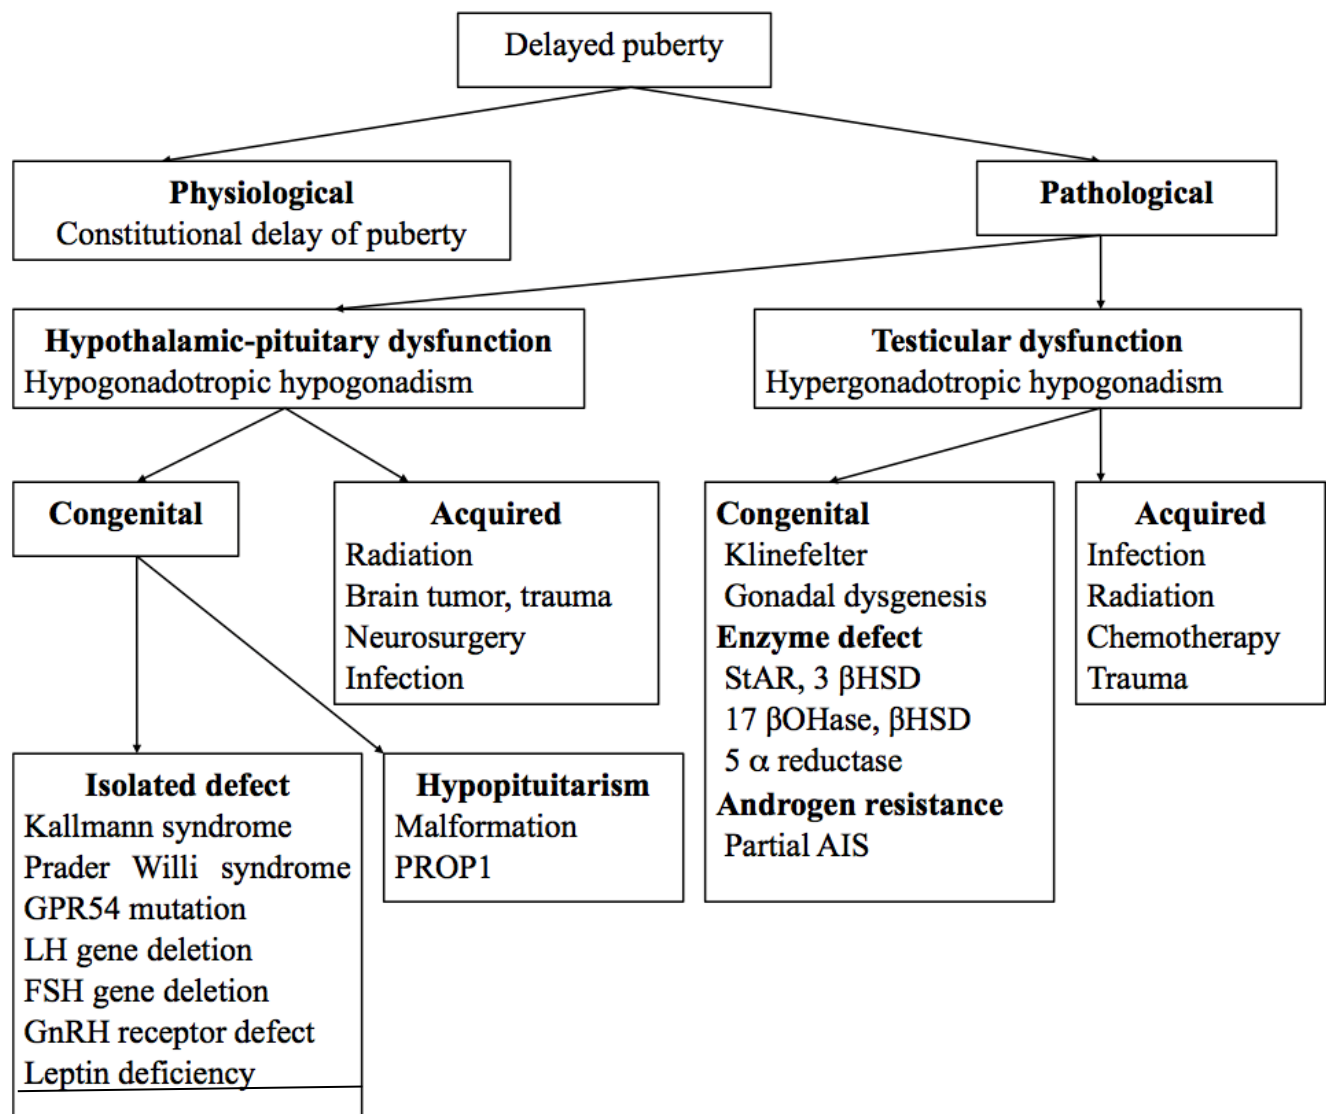 Delayed puberty
Physiological
Constitutional delay of puberty
Pathological
Hypothalamic-pituitary dysfunction
Hypogonadotropic hypogonadism
Testicular dysfunction
Hypergonadotropic hypogonadism
Congenital
Acquired
Radiation
Brain tumor, trauma
Neurosurgery
Infection
Congenital
Klinefelter
Gonadal dysgenesis
Enzyme defect
StAR, 3 βHSD
17 βOHase, βHSD
5 α reductase
Androgen resistance
Partial AIS
Acquired
Infection
Radiation
Chemotherapy
Trauma
Isolated defect
Kallmann syndrome
Prader Willi syndrome
GPR54 mutation
LH gene deletion
FSH gene deletion
GnRH receptor defect
Leptin deficiency
Hypopituitarism
Malformation
PROP1